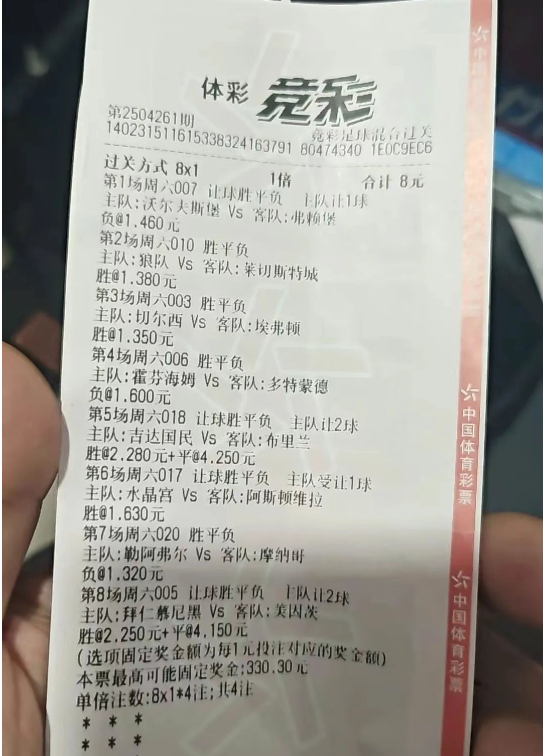 体彩 竞彩
第2504261期 竞彩足球混合过关
140231511615338324163791 80474340 1E0C9EC6
过关方式 8x1 1倍 合计 8元
第1场周六007 让球胜平负 主队让1球
主队:沃尔夫斯堡 Vs 客队:弗赖堡
负@1.460元
第2场周六010 胜平负
主队:狼队 Vs 客队:莱切斯特城
胜@1.380元
第3场周六003 胜平负
主队:切尔西 Vs 客队:埃弗顿
胜@1.350元
第4场周六006 胜平负
主队:霍芬海姆 Vs 客队:多特蒙德
负@1.600元
第5场周六018 让球胜平负 主队让2球
主队:吉达国民 Vs 客队:布里兰
胜@2.280元+平@4.250元
第6场周六017 让球胜平负 主队受让1球
主队:水晶宫 Vs 客队:阿斯顿维拉
胜@1.630元
第7场周六020 胜平负
主队:勒阿弗尔 Vs 客队:摩纳哥
负@1.320元
第8场周六005 让球胜平负 主队让2球
主队:拜仁慕尼黑 Vs 客队:美因茨
胜@2.250元+平@4.150元
(选项固定奖金额为每1元投注对应的奖金额)
本票最高可能固定奖金:330.30元
单倍注数:8x1*4注;共4注
* * *
* * *
中国体育彩票
中国体育彩票